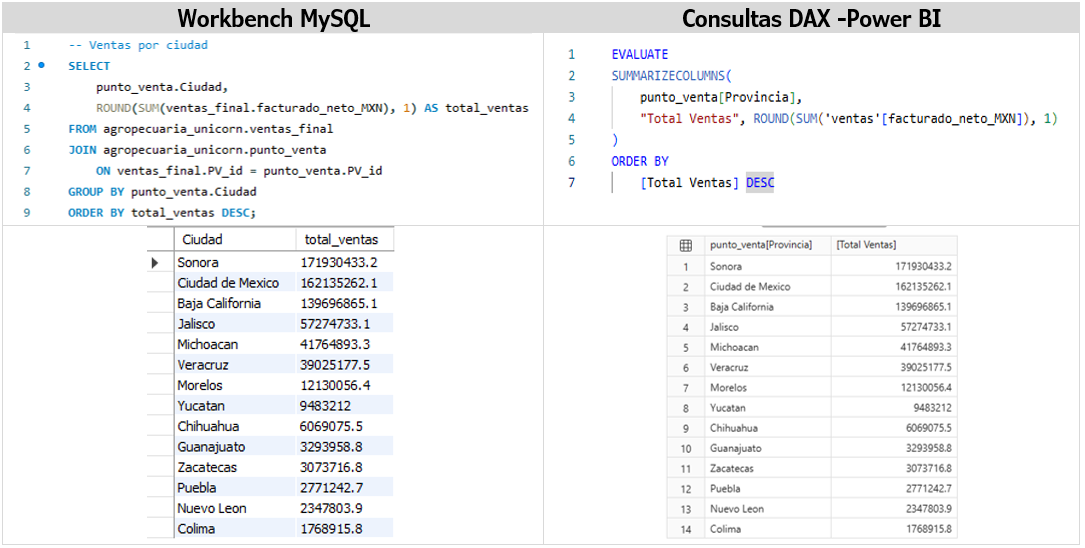 Workbench MySQL
1 -- Ventas por ciudad
2 SELECT
3 punto_venta.Ciudad,
4 ROUND(SUM(ventas_final.facturado_neto_MXN), 1) AS total_ventas
5 FROM agropecuaria_unicorn.ventas_final
6 JOIN agropecuaria_unicorn.punto_venta
7 ON ventas_final.PV_id = punto_venta.PV_id
8 GROUP BY punto_venta.Ciudad
9 ORDER BY total_ventas DESC;
Ciudad total_ventas
Sonora 171930433.2
Ciudad de Mexico 162135262.1
Baja California 139696865.1
Jalisco 57274733.1
Michoacan 41764893.3
Veracruz 39025177.5
Morelos 12130056.4
Yucatan 9483212
Chihuahua 6069075.5
Guanajuato 3293958.8
Zacatecas 3073716.8
Puebla 2771242.7
Nuevo Leon 2347803.9
Colima 1768915.8
Consultas DAX -Power BI
1 EVALUATE
2 SUMMARIZECOLUMNS(
3 punto_venta[Provincia],
4 "Total Ventas", ROUND(SUM('ventas'[facturado_neto_MXN]), 1)
5 )
6 ORDER BY
7 [Total Ventas] DESC
punto_venta[Provincia] [Total Ventas]
1 Sonora 171930433.2
2 Ciudad de Mexico 162135262.1
3 Baja California 139696865.1
4 Jalisco 57274733.1
5 Michoacan 41764893.3
6 Veracruz 39025177.5
7 Morelos 12130056.4
8 Yucatan 9483212
9 Chihuahua 6069075.5
10 Guanajuato 3293958.8
11 Zacatecas 3073716.8
12 Puebla 2771242.7
13 Nuevo Leon 2347803.9
14 Colima 1768915.8